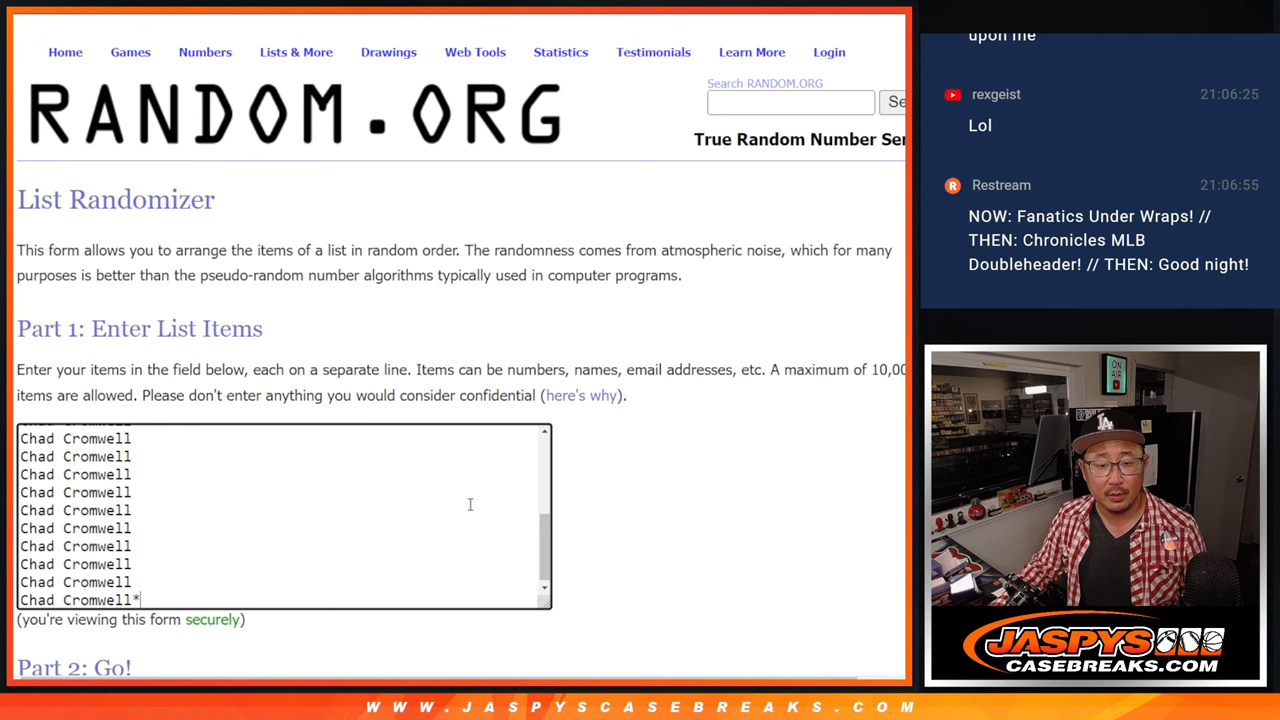 Home Games Numbers Lists & More Drawings Web Tools Statistics Testimonials Learn More Login
RANDOM.ORG
Search RANDOM.ORG
Se
True Random Number Ser
List Randomizer
This form allows you to arrange the items of a list in random order. The randomness comes from atmospheric noise, which for many
purposes is better than the pseudo-random number algorithms typically used in computer programs.
Part 1: Enter List Items
Enter your items in the field below, each on a separate line. Items can be numbers, names, email addresses, etc. A maximum of 10,00
items are allowed. Please don't enter anything you would consider confidential (here's why).
Chad Cromwell
Chad Cromwell
Chad Cromwell
Chad Cromwell
Chad Cromwell
Chad Cromwell
Chad Cromwell
Chad Cromwell
Chad Cromwell
Chad Cromwell*
(you're viewing this form securely)
Part 2: Go!
upon me
rexgeist 21:06:25
Lol
Restream 21:06:55
NOW: Fanatics Under Wraps! //
THEN: Chronicles MLB
Doubleheader! // THEN: Good night!
ON AIR
JASPYS
CASEBREAKS.COM
WWW.JASPYSCASEBREAKS.COM